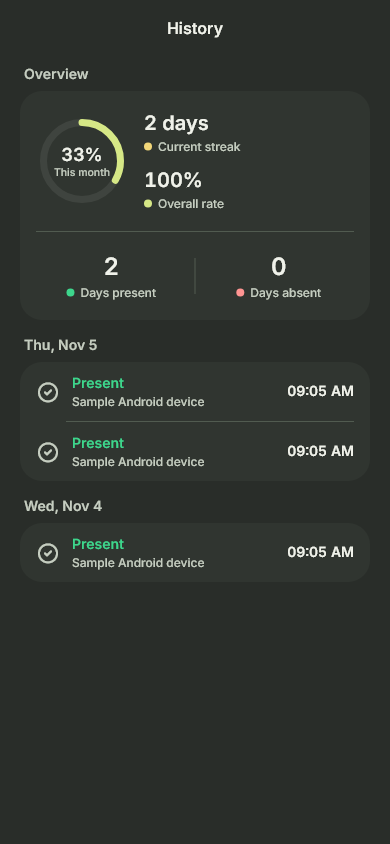 History
Overview
33%
This month
2 days
Current streak
100%
Overall rate
2
Days present
0
Days absent
Thu, Nov 5
Present
Sample Android device
09:05 AM
Present
Sample Android device
09:05 AM
Wed, Nov 4
Present
Sample Android device
09:05 AM